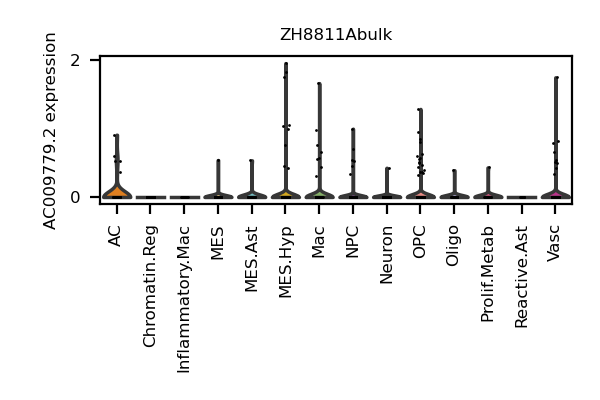 ZH8811Abulk
AC009779.2 expression
2
0
AC
Chromatin.Reg
Inflammatory.Mac
MES
MES.Ast
MES.Hyp
Mac
NPC
Neuron
OPC
Oligo
Prolif.Metab
Reactive.Ast
Vasc